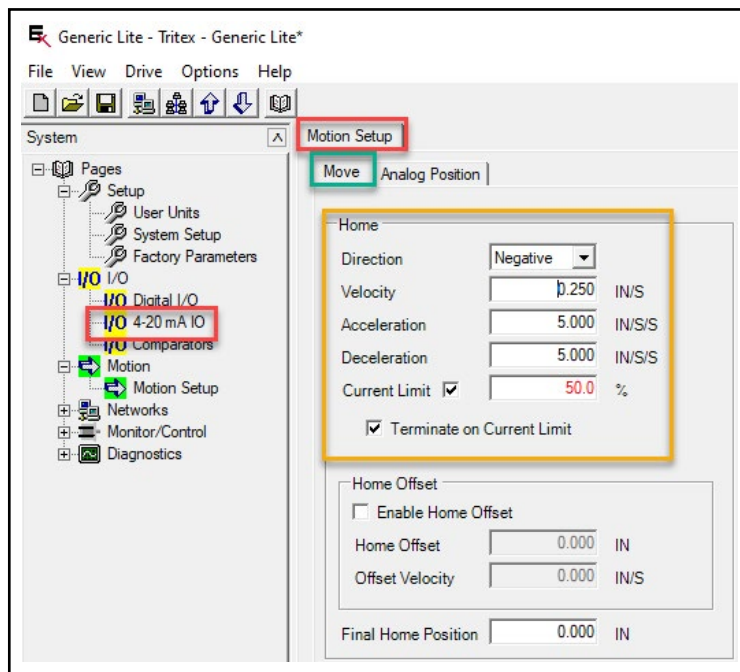 Generic Lite - Tritex - Generic Lite*
File View Drive Options Help
System
Pages
Setup
User Units
System Setup
Factory Parameters
I/O I/O
I/O Digital I/O
I/O 4-20 mA IO
I/O Comparators
Motion
Motion Setup
Networks
Monitor/Control
Diagnostics
Motion Setup
Move Analog Position
Home
Direction Negative
Velocity 0.250 IN/S
Acceleration 5.000 IN/S/S
Deceleration 5.000 IN/S/S
Current Limit 50.0 %
Terminate on Current Limit
Home Offset
Enable Home Offset
Home Offset 0.000 IN
Offset Velocity 0.000 IN/S
Final Home Position 0.000 IN